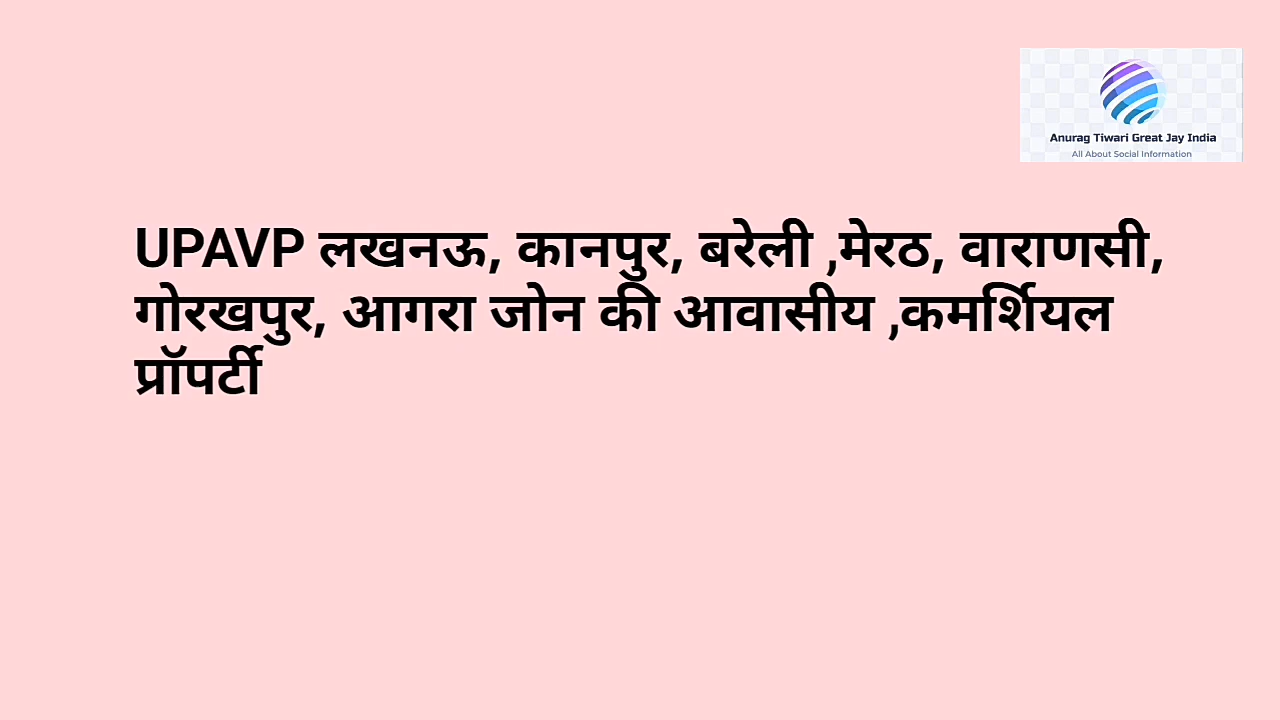 Anurag Tiwari Great Jay India
All About Social Information
UPAVP लखनऊ, कानपुर, बरेली ,मेरठ, वाराणसी,
गोरखपुर, आगरा जोन की आवासीय ,कमर्शियल
प्रॉपर्टी